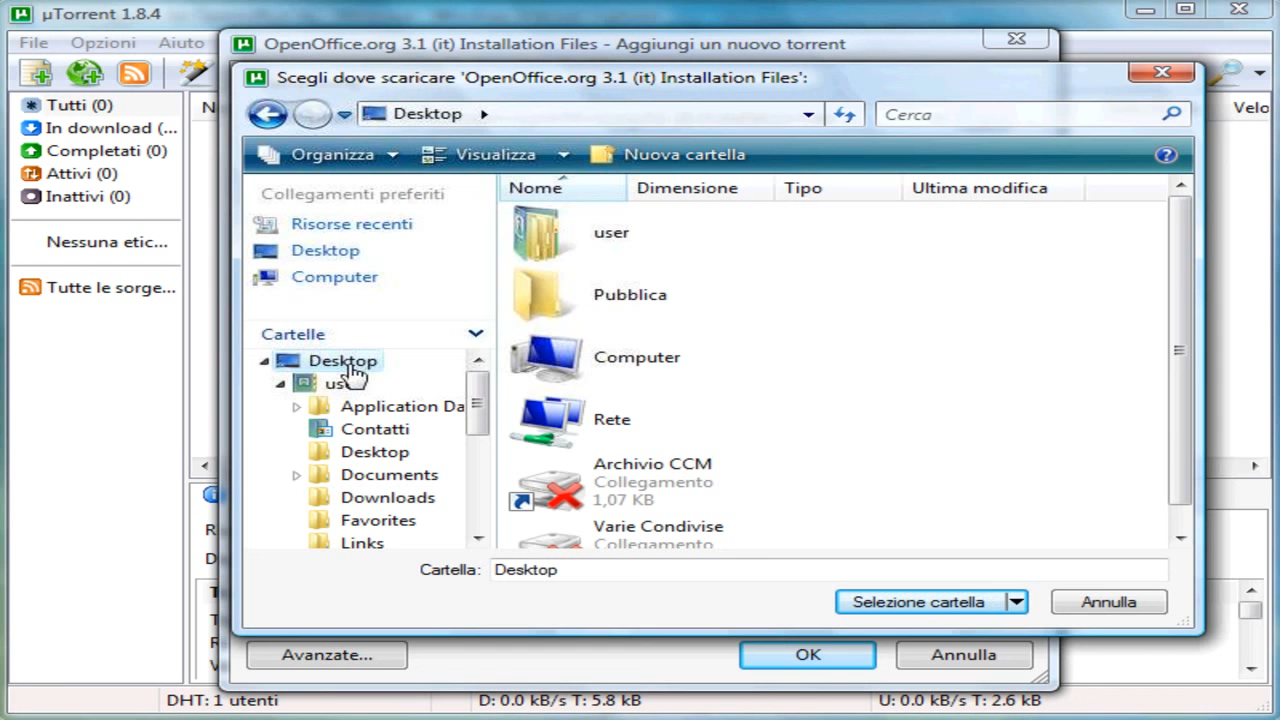 µTorrent 1.8.4
File Opzioni Aiuto
OpenOffice.org 3.1 (it) Installation Files - Aggiungi un nuovo torrent
Scegli dove scaricare 'OpenOffice.org 3.1 (it) Installation Files':
Desktop
Cerca
Organizza
Visualizza
Nuova cartella
Tutti (0)
In download (...
Completati (0)
Attivi (0)
Inattivi (0)
Nessuna etic...
Tutte le sorge...
N
Velo
Collegamenti preferiti
Risorse recenti
Desktop
Computer
Cartelle
Desktop
Application Da
Contatti
Desktop
Documents
Downloads
Favorites
Links
Nome Dimensione Tipo Ultima modifica
user
Pubblica
Computer
Rete
Archivio CCM
Collegamento
1,07 KB
Varie Condivise
Collegamento
Cartella: Desktop
Selezione cartella
Annulla
Avanzate...
OK
Annulla
DHT: 1 utenti
D: 0.0 kB/s T: 5.8 kB
U: 0.0 kB/s T: 2.6 kB